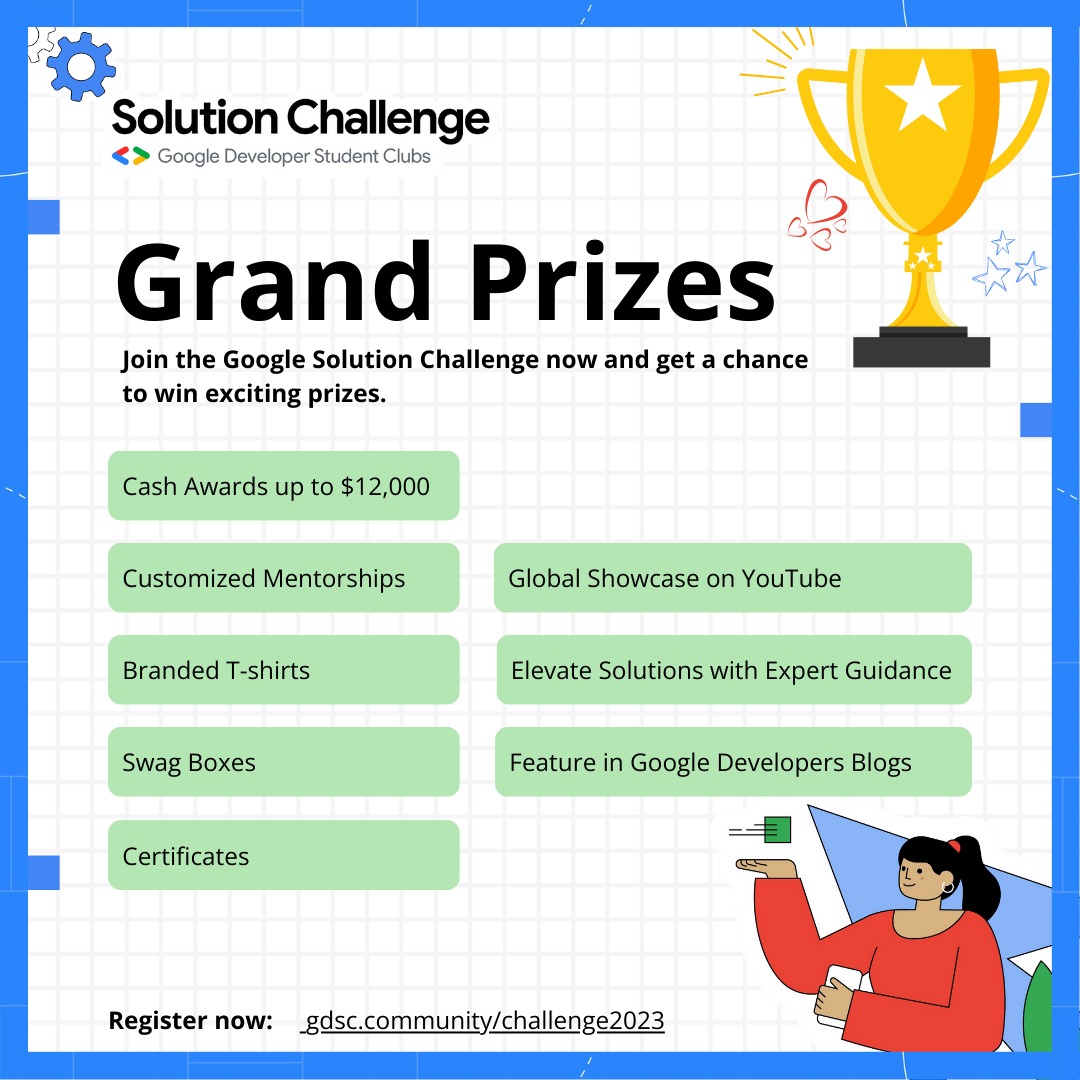 Solution Challenge
Google Developer Student Clubs
Grand Prizes
Join the Google Solution Challenge now and get a chance
to win exciting prizes.
Cash Awards up to $12,000
Customized Mentorships
Global Showcase on YouTube
Branded T-shirts
Elevate Solutions with Expert Guidance
Swag Boxes
Feature in Google Developers Blogs
Certificates
Register now: gdsc.community/challenge2023